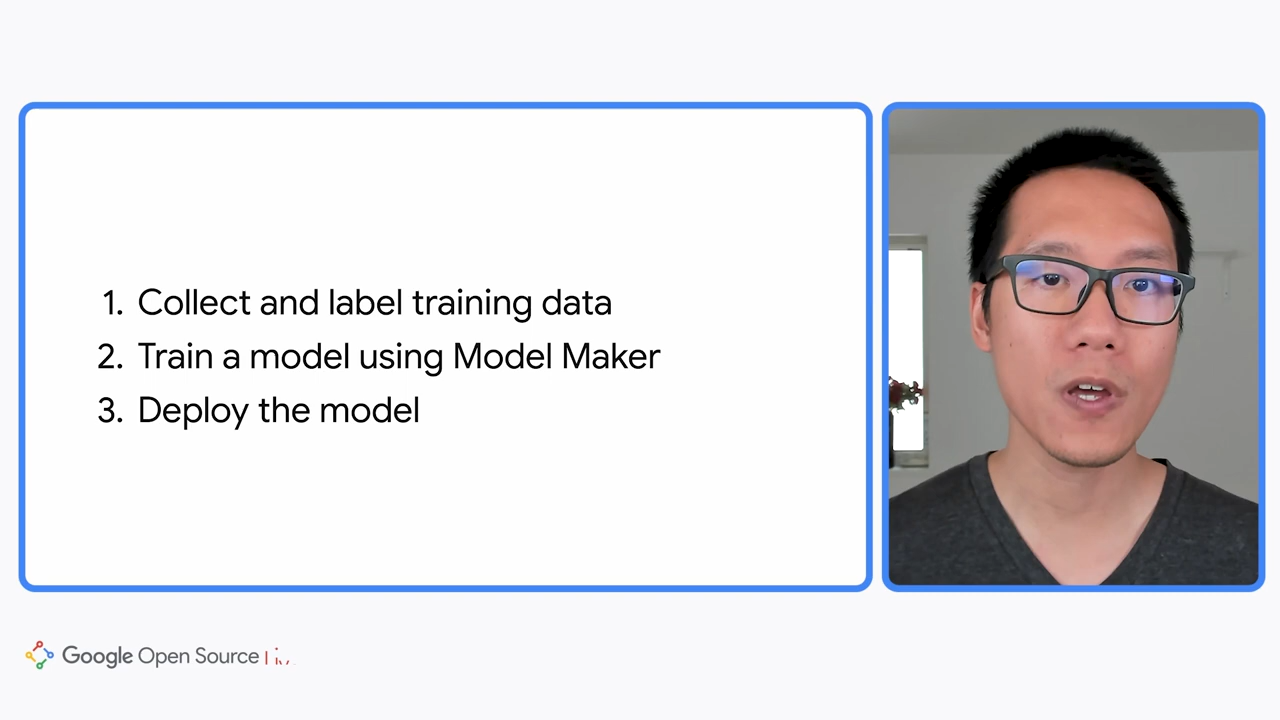 1. Collect and label training data
2. Train a model using Model Maker
3. Deploy the model
Google Open Source